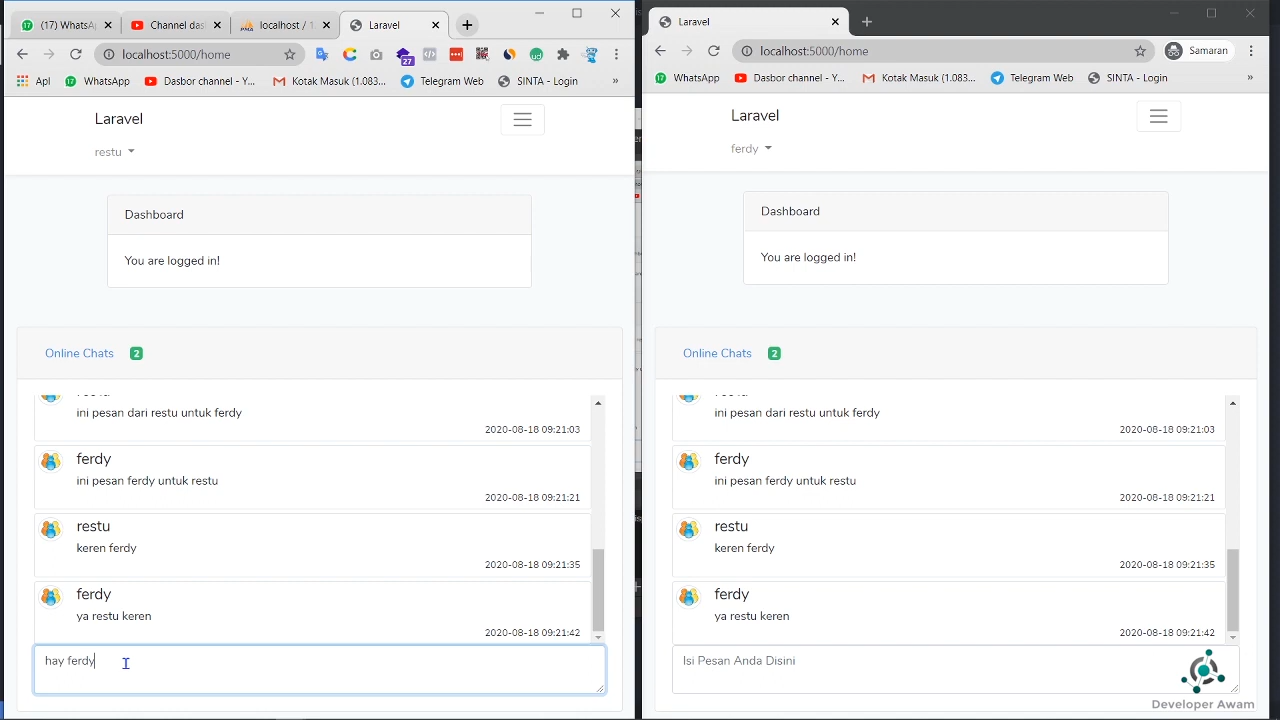 (17) WhatsA
Channel da
localhost / 1
Laravel
localhost:5000/home
27
Apl
WhatsApp
Dasbor channel - Y...
Kotak Masuk (1.083...
Telegram Web
SINTA - Login
»
Laravel
restu
Dashboard
You are logged in!
Online Chats 2
ini pesan dari restu untuk ferdy
2020-08-18 09:21:03
ferdy
ini pesan ferdy untuk restu
2020-08-18 09:21:21
restu
keren ferdy
2020-08-18 09:21:35
ferdy
ya restu keren
2020-08-18 09:21:42
hay ferdy
Laravel
localhost:5000/home
Samaran
WhatsApp
Dasbor channel - Y...
Kotak Masuk (1.083...
Telegram Web
SINTA - Login
»
Laravel
ferdy
Dashboard
You are logged in!
Online Chats 2
ini pesan dari restu untuk ferdy
2020-08-18 09:21:03
ferdy
ini pesan ferdy untuk restu
2020-08-18 09:21:21
restu
keren ferdy
2020-08-18 09:21:35
ferdy
ya restu keren
2020-08-18 09:21:42
Isi Pesan Anda Disini
Developer Awam